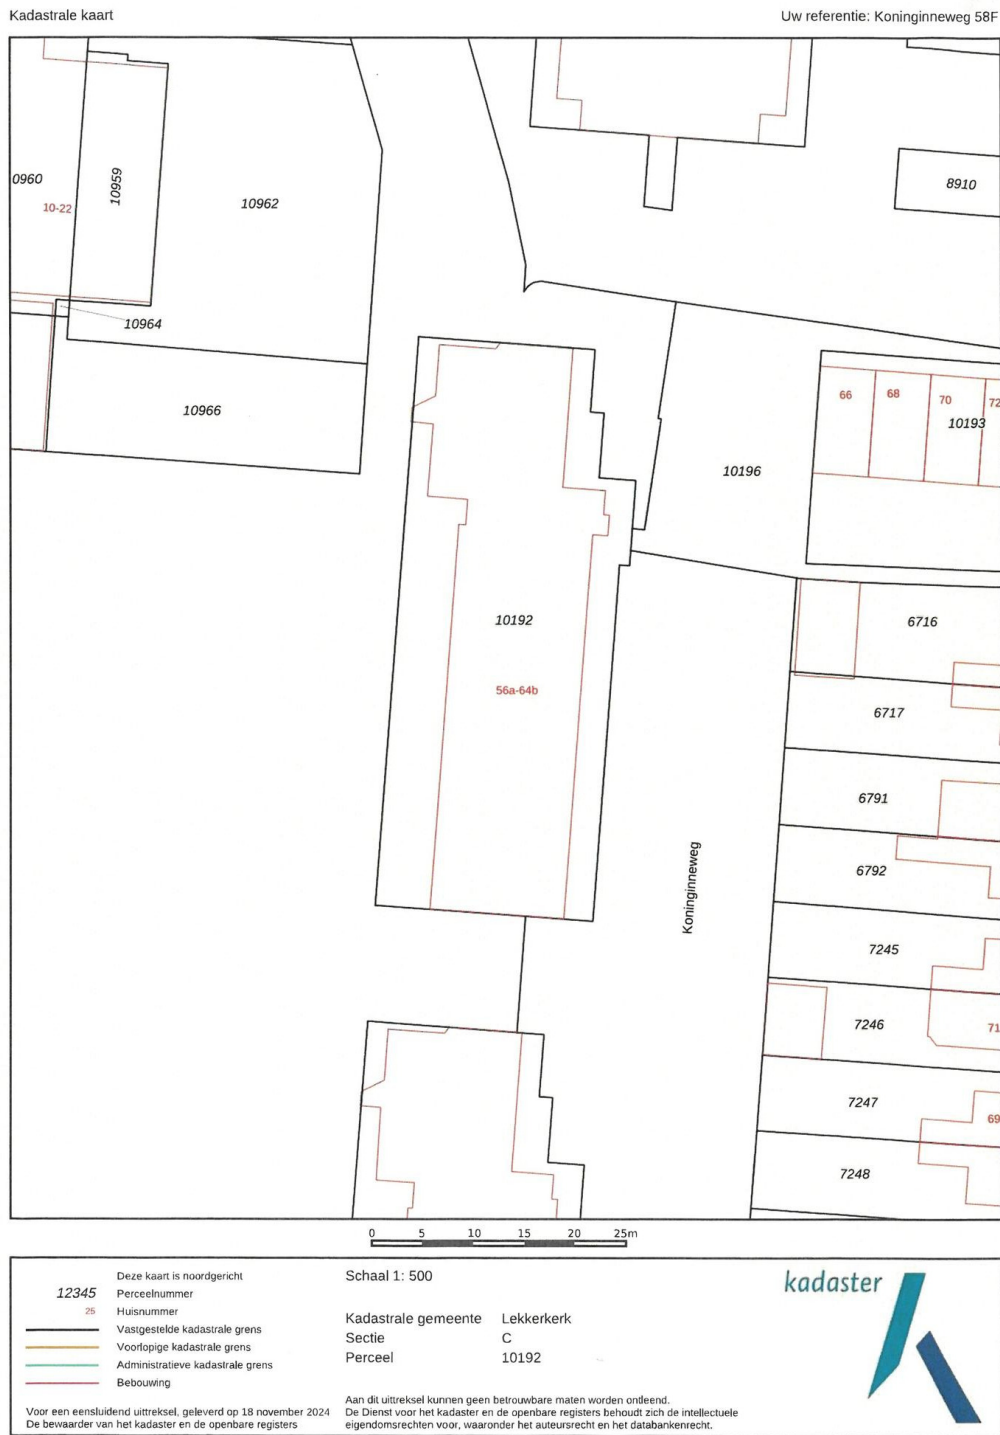 Kadastrale kaart
Uw referentie: Koninginneweg 58F
0960
10-22
10959
10962
8910
10964
10966
66
68
70
72
10193
10196
10192
56a-64b
6716
6717
6791
6792
Koninginneweg
7245
7246
71
7247
69
7248
0 5 10 15 20 25m
Deze kaart is noordgericht
12345 Perceelnummer
25 Huisnummer
Vastgestelde kadastrale grens
Voorlopige kadastrale grens
Administratieve kadastrale grens
Bebouwing
Voor een eensluidend uittreksel, geleverd op 18 november 2024
De bewaarder van het kadaster en de openbare registers
Schaal 1: 500
Kadastrale gemeente Lekkerkerk
Sectie C
Perceel 10192
Aan dit uittreksel kunnen geen betrouwbare maten worden ontleend.
De Dienst voor het kadaster en de openbare registers behoudt zich de intellectuele
eigendomsrechten voor, waaronder het auteursrecht en het databankenrecht.
kadaster